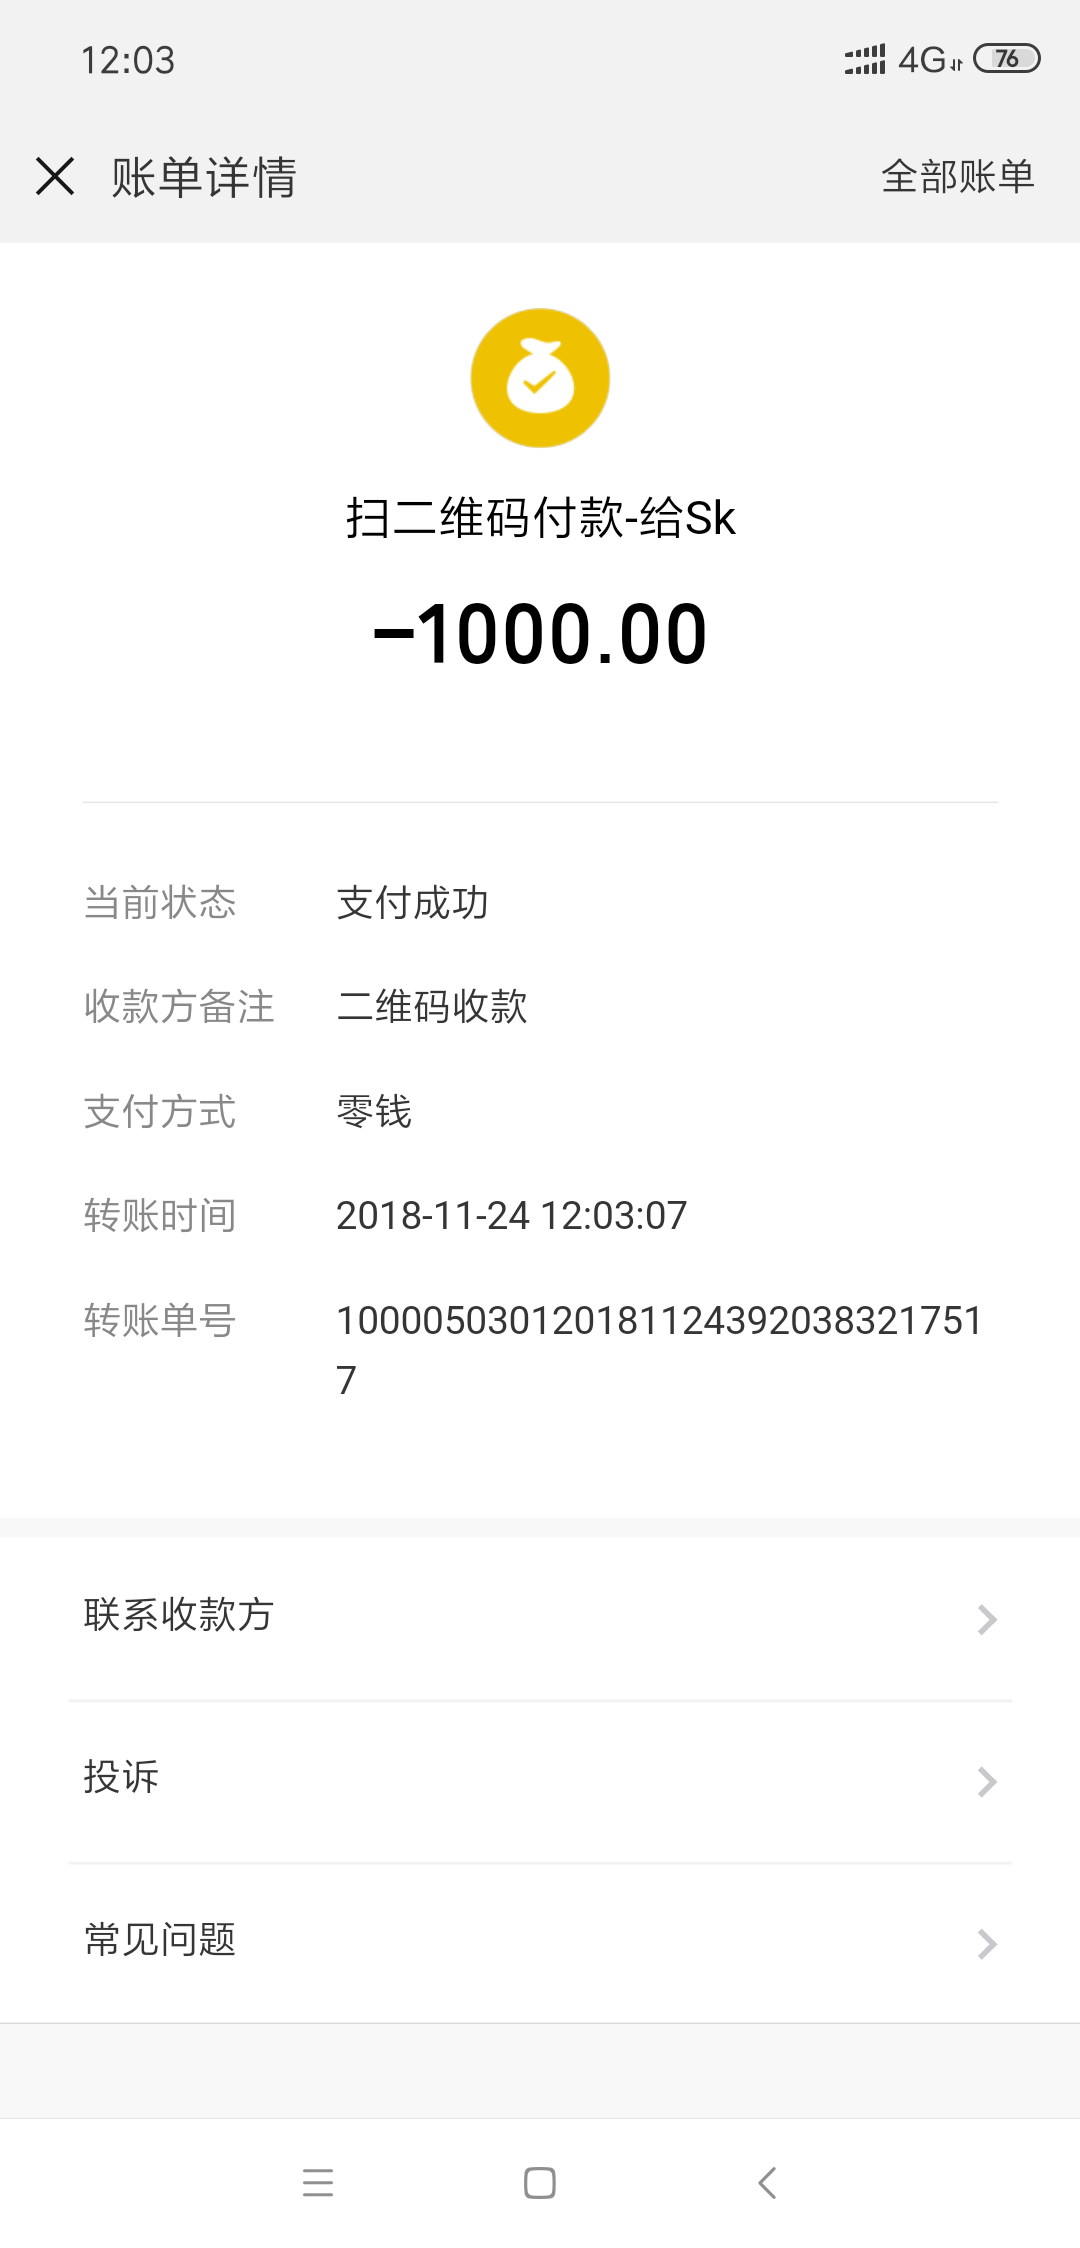 12:03
4G 76
账单详情
全部账单
扫二维码付款-给Sk
-1000.00
当前状态 支付成功
收款方备注 二维码收款
支付方式 零钱
转账时间 2018-11-24 12:03:07
转账单号 100005030120181124392038321751
7
联系收款方
投诉
常见问题